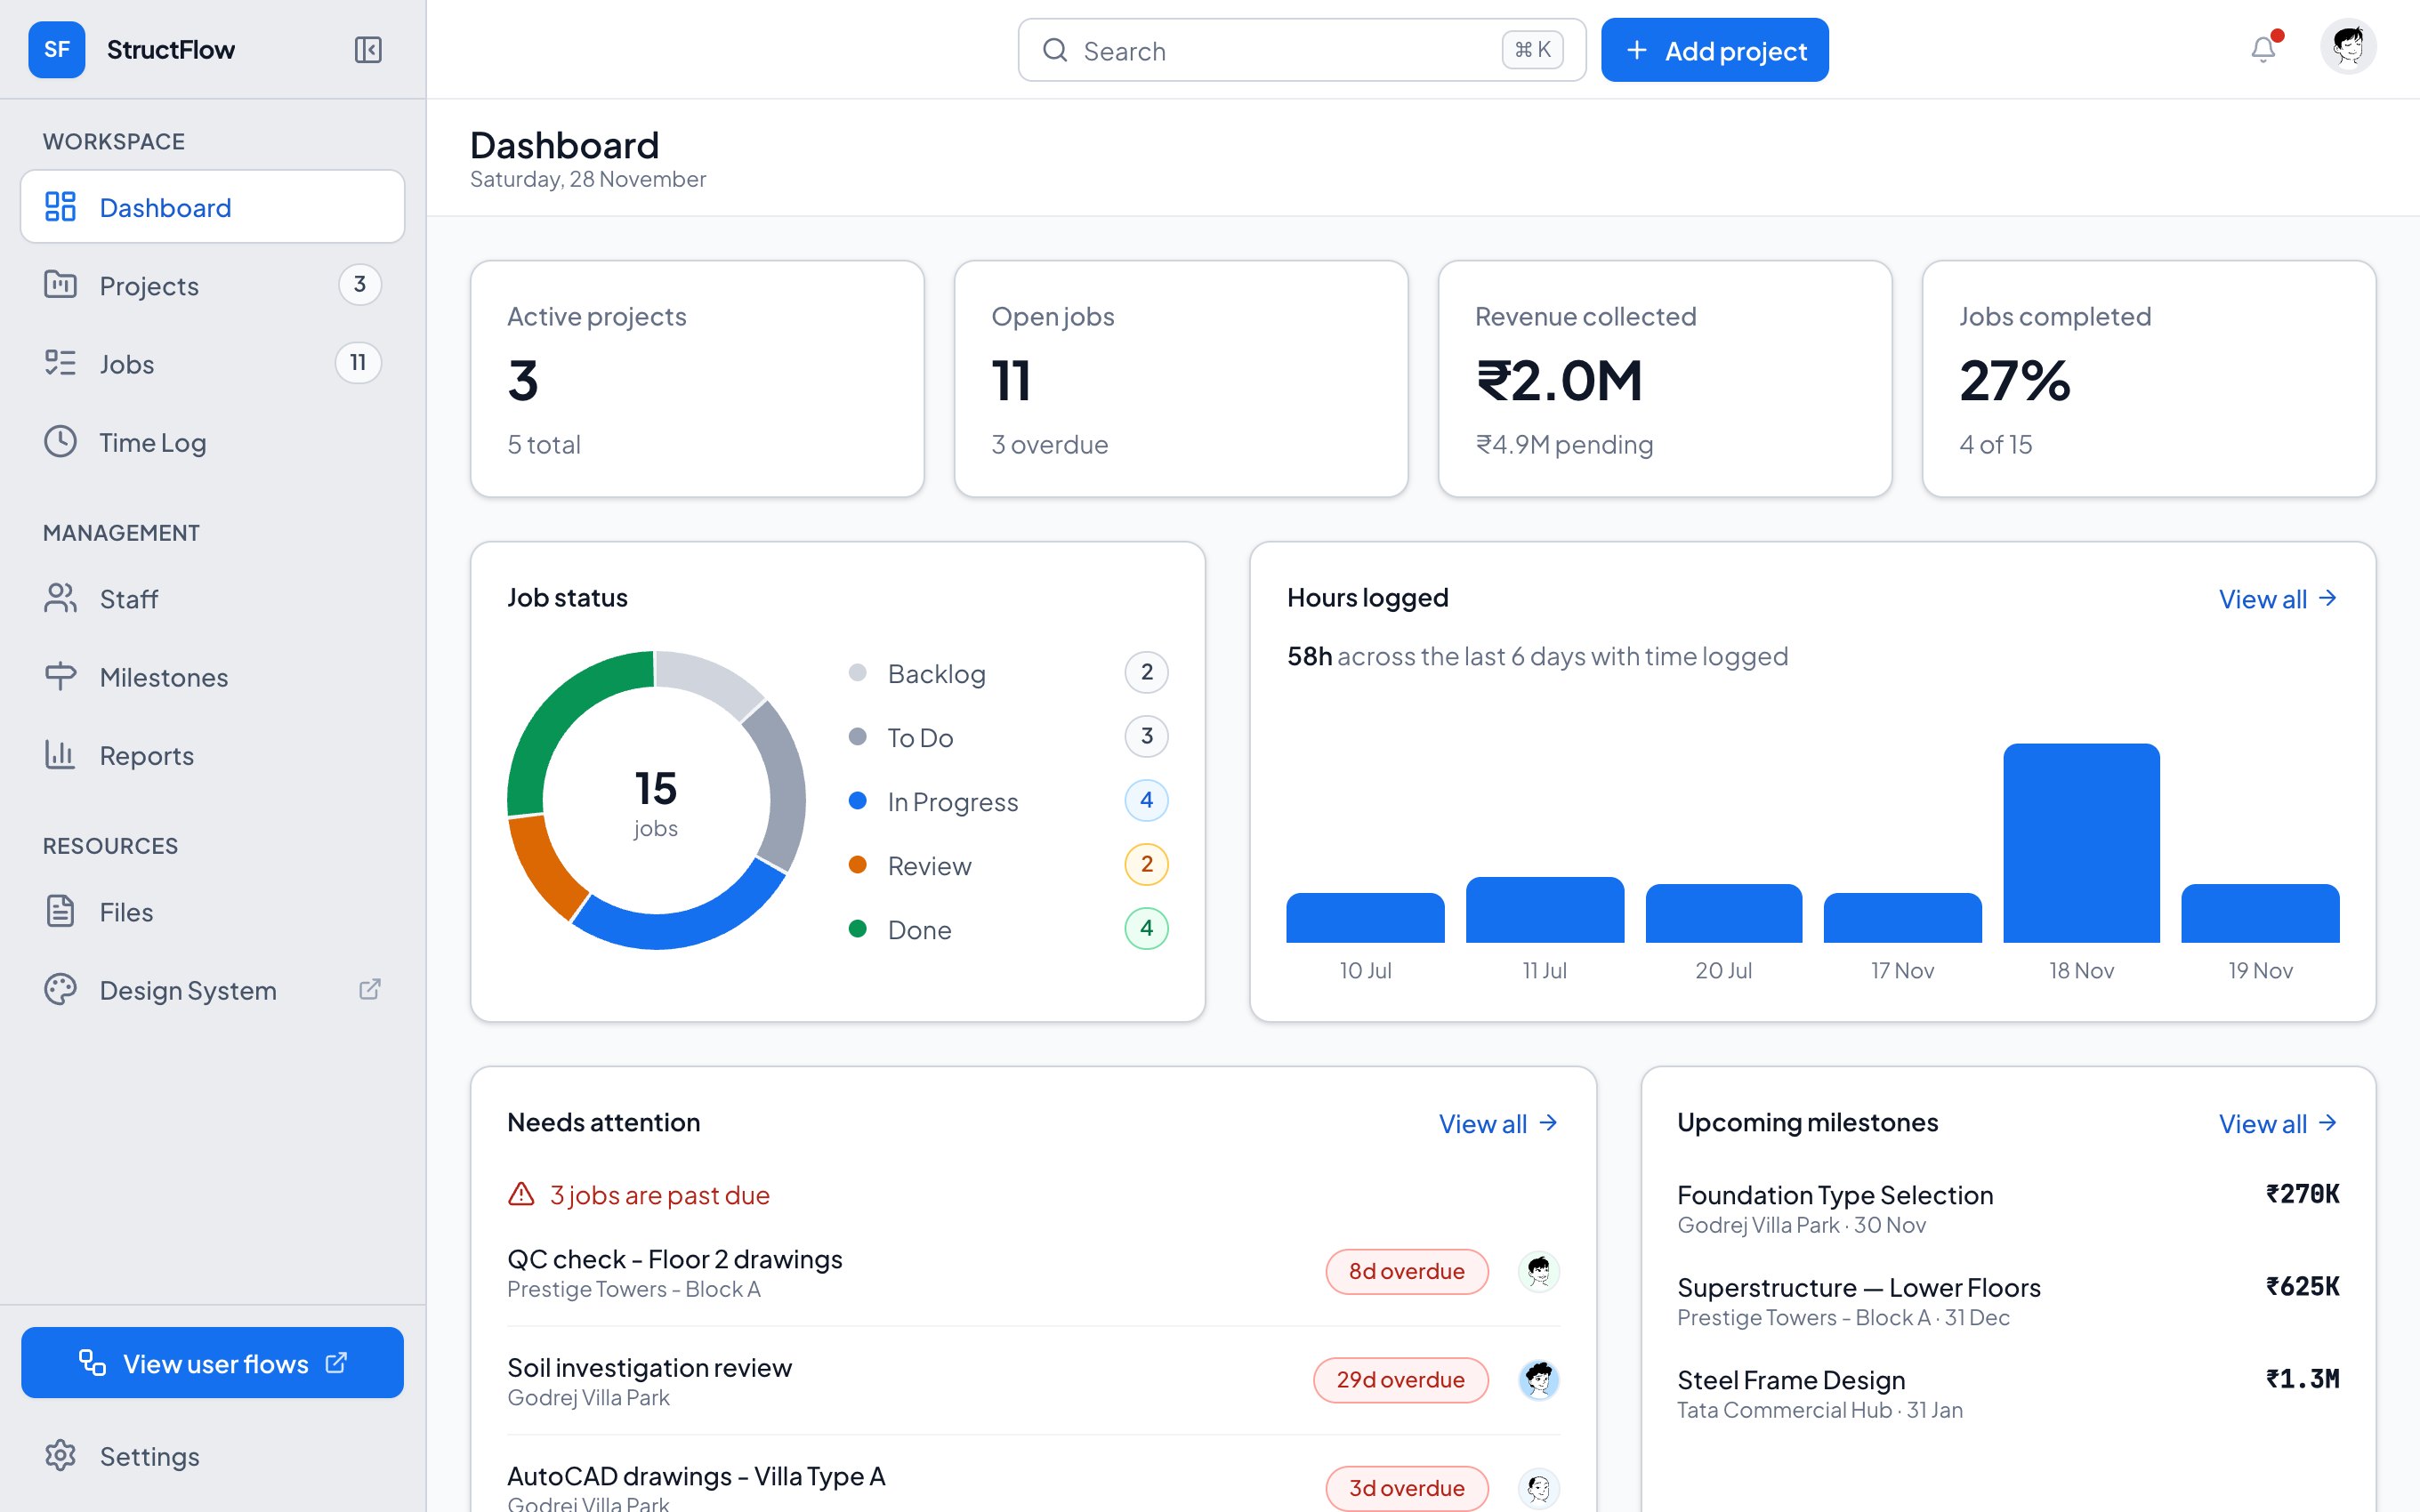 SF
StructFlow
Search
⌘ K
Add project
WORKSPACE
Dashboard
Projects 3
Jobs 11
Time Log
MANAGEMENT
Staff
Milestones
Reports
RESOURCES
Files
Design System
View user flows
Settings
Dashboard
Saturday, 28 November
Active projects
3
5 total
Open jobs
11
3 overdue
Revenue collected
₹2.0M
₹4.9M pending
Jobs completed
27%
4 of 15
Job status
15
jobs
Backlog 2
To Do 3
In Progress 4
Review 2
Done 4
Hours logged
View all
58h across the last 6 days with time logged
10 Jul
11 Jul
20 Jul
17 Nov
18 Nov
19 Nov
Needs attention
View all
3 jobs are past due
QC check - Floor 2 drawings
Prestige Towers - Block A
8d overdue
Soil investigation review
Godrej Villa Park
29d overdue
AutoCAD drawings - Villa Type A
Godrej Villa Park
3d overdue
Upcoming milestones
View all
Foundation Type Selection
Godrej Villa Park · 30 Nov
₹270K
Superstructure — Lower Floors
Prestige Towers - Block A · 31 Dec
₹625K
Steel Frame Design
Tata Commercial Hub · 31 Jan
₹1.3M